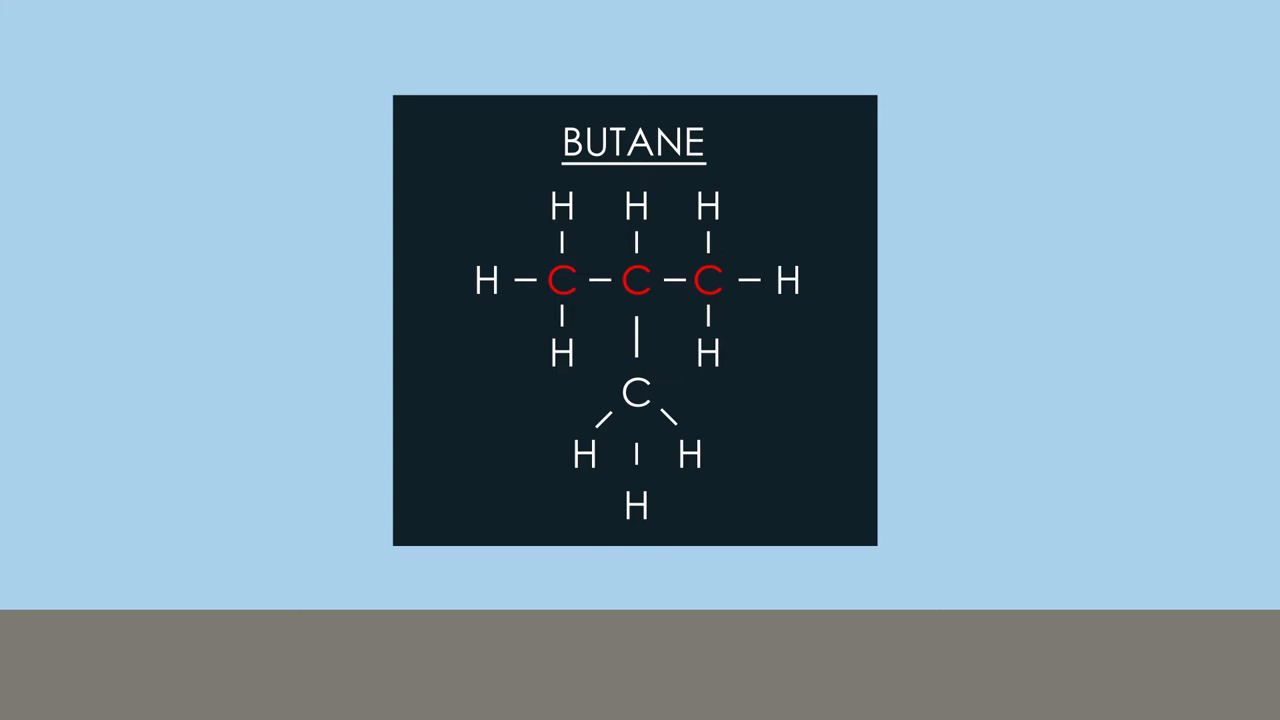 BUTANE
H H H
H – C – C – C – H
H H
C
H H
H